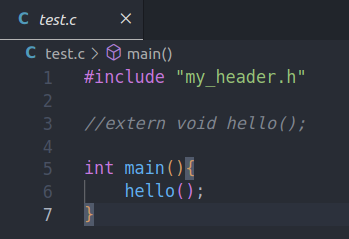 C test.c ×
C test.c > main()
1 #include "my_header.h"
2
3 //extern void hello();
4
5 int main(){
6 hello();
7 }